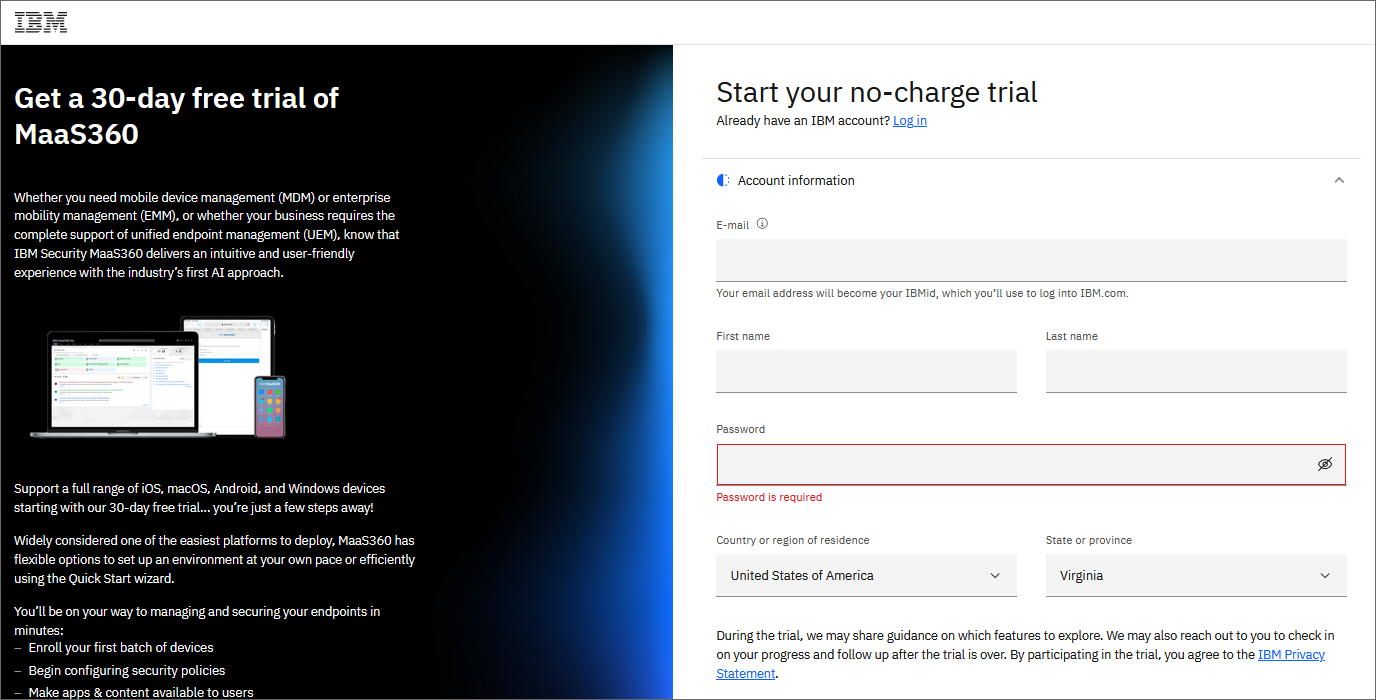 IBM
Get a 30-day free trial of
MaaS360
Whether you need mobile device management (MDM) or enterprise
mobility management (EMM), or whether your business requires the
complete support of unified endpoint management (UEM), know that
IBM Security MaaS360 delivers an intuitive and user-friendly
experience with the industry’s first AI approach.
Support a full range of iOS, macOS, Android, and Windows devices
starting with our 30-day free trial... you’re just a few steps away!
Widely considered one of the easiest platforms to deploy, MaaS360 has
flexible options to set up an environment at your own pace or efficiently
using the Quick Start wizard.
You’ll be on your way to managing and securing your endpoints in
minutes:
– Enroll your first batch of devices
– Begin configuring security policies
– Make apps & content available to users
Start your no-charge trial
Already have an IBM account? Log in
Account information
E-mail
Your email address will become your IBMid, which you’ll use to log into IBM.com.
First name
Last name
Password
Password is required
Country or region of residence
State or province
United States of America
Virginia
During the trial, we may share guidance on which features to explore. We may also reach out to you to check in
on your progress and follow up after the trial is over. By participating in the trial, you agree to the IBM Privacy
Statement.